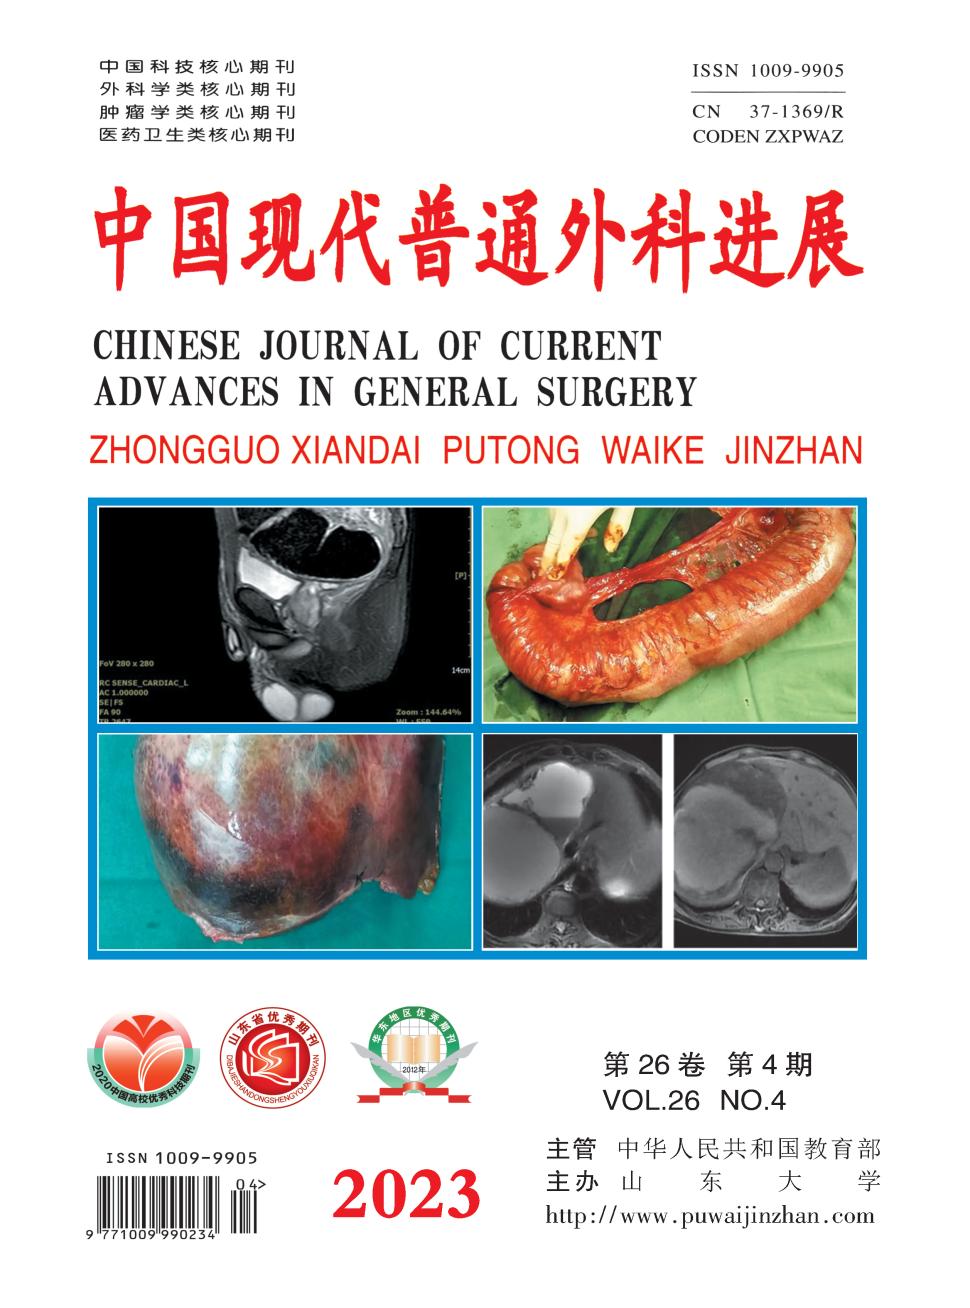 中国科技核心期刊
外科学类核心期刊
肿瘤学类核心期刊
医药卫生类核心期刊
ISSN 1009-9905
CN 37-1369/R
CODEN ZXPWAZ
中国现代普通外科进展
CHINESE JOURNAL OF CURRENT
ADVANCES IN GENERAL SURGERY
ZHONGGUO XIANDAI PUTONG WAIKE JINZHAN
[P]
14cm
FoV 280 x 280
RC SENSE_CARDIAC_L
AC 1.000000
SE|FS
FA 90
Zoom : 144.64%
2020中国高校优秀科技期刊
山东省优秀期刊
DIBAJIESHANDONGSHENGYOUXIUQIKAN
华东地区优秀期刊
2012年
第 26 卷 第 4 期
VOL.26 NO.4
主管 中华人民共和国教育部
主办 山东大学
http://www.puwaijinzhan.com
ISSN 1009-9905
04>
9 771009 990234
2023